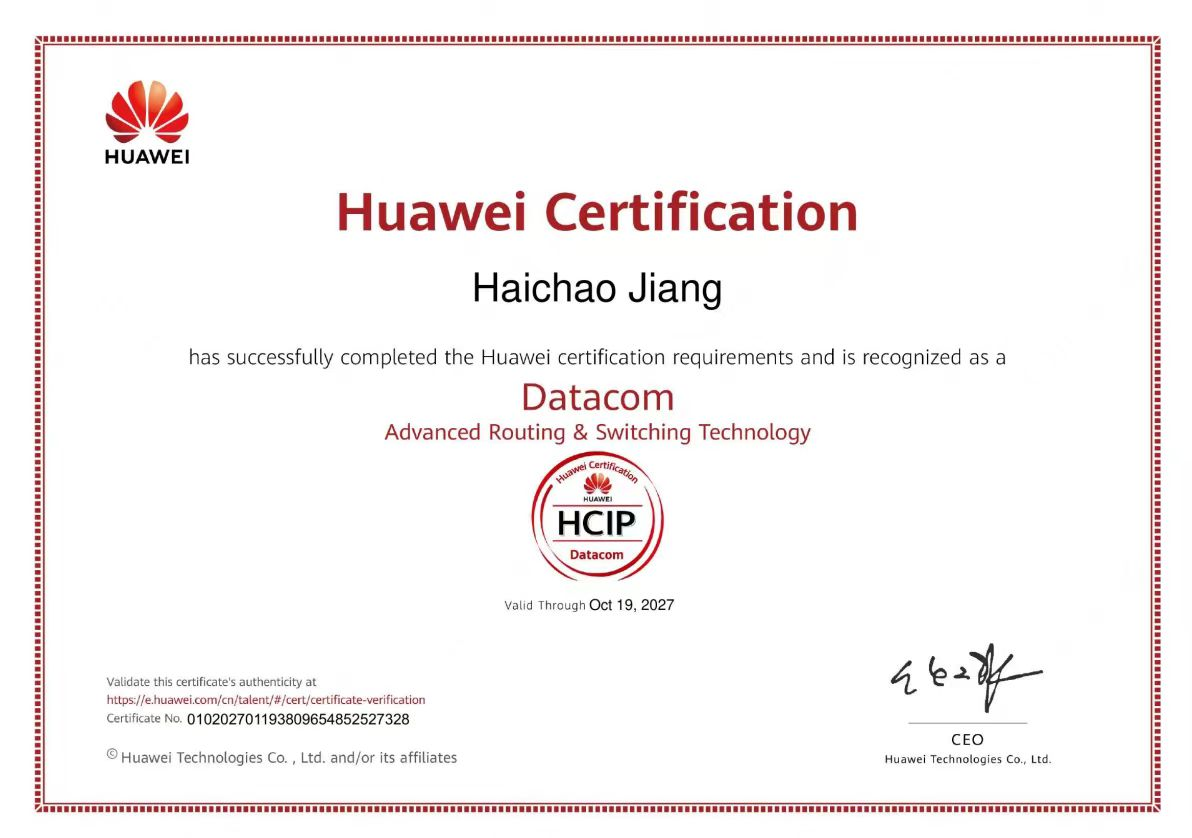 HUAWEI
Huawei Certification
Haichao Jiang
has successfully completed the Huawei certification requirements and is recognized as a
Datacom
Advanced Routing & Switching Technology
Huawei Certification
HUAWEI
HCIP
Datacom
Valid Through Oct 19, 2027
Validate this certificate's authenticity at
https://e.huawei.com/cn/talent/#/cert/certificate-verification
Certificate No. 010202701193809654852527328
© Huawei Technologies Co. , Ltd. and/or its affiliates
CEO
Huawei Technologies Co., Ltd.